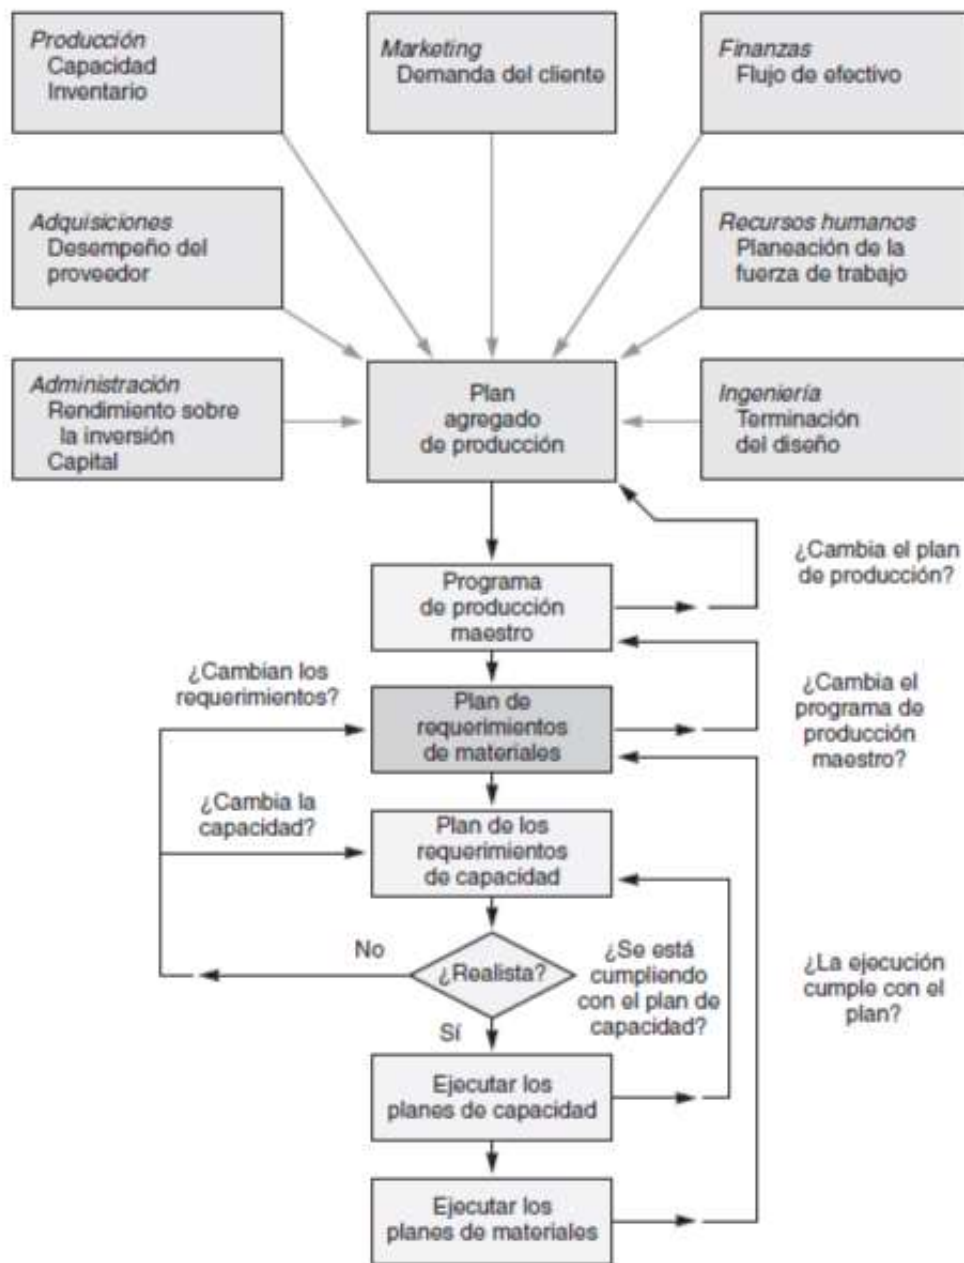 Producción
Capacidad
Inventario
Marketing
Demanda del cliente
Finanzas
Flujo de efectivo
Adquisiciones
Desempeño del
proveedor
Recursos humanos
Planeación de la
fuerza de trabajo
Administración
Rendimiento sobre
la inversión
Capital
Plan
agregado
de producción
Ingeniería
Terminación
del diseño
¿Cambia el plan
de producción?
Programa
de producción
maestro
¿Cambian los
requerimientos?
Plan de
requerimientos
de materiales
¿Cambia el
programa de
producción
maestro?
¿Cambia la
capacidad?
Plan de los
requerimientos
de capacidad
No
¿Realista?
¿Se está
cumpliendo
con el plan de
capacidad?
¿La ejecución
cumple con el
plan?
Sí
Ejecutar los
planes de capacidad
Ejecutar los
planes de materiales